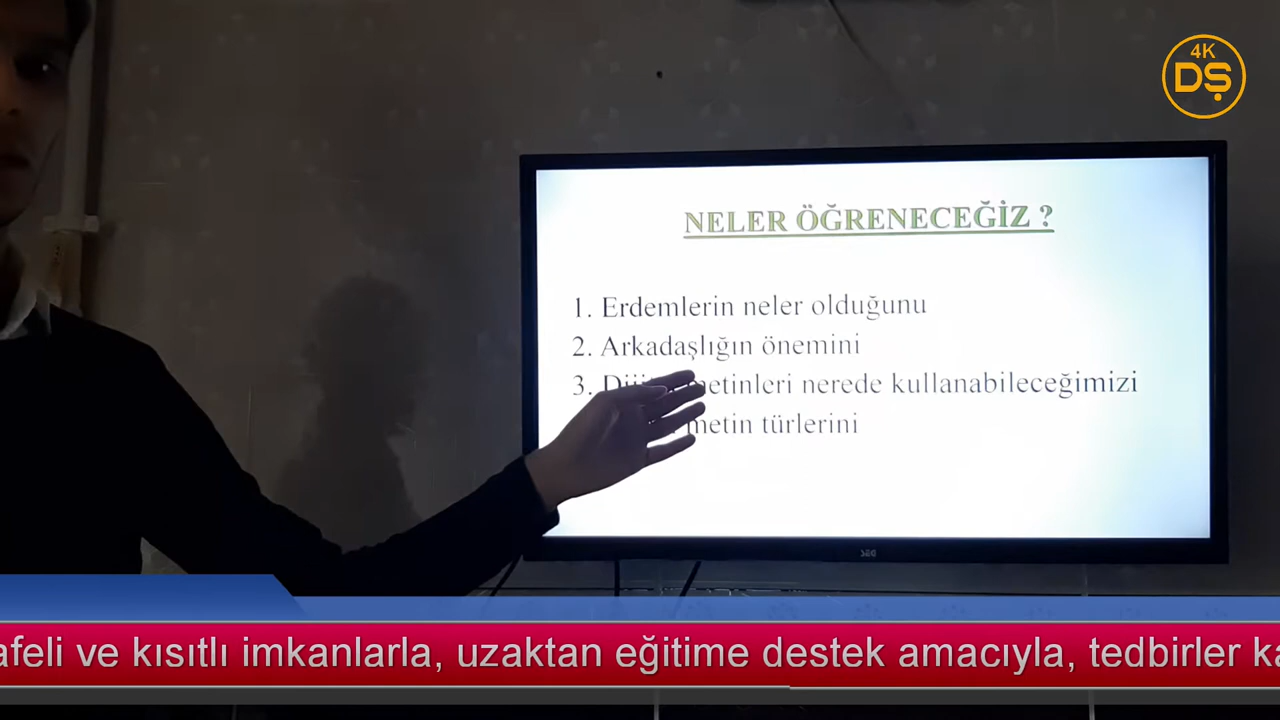 4K
DŞ
NELER ÖĞRENECEĞİZ ?
1. Erdemlerin neler olduğunu
2. Arkadaşlığın önemini
3. metinleri nerede kullanabileceğimizi
metin türlerini
SEG
afeli ve kısıtlı imkanlarla, uzaktan eğitime destek amacıyla, tedbirler ka